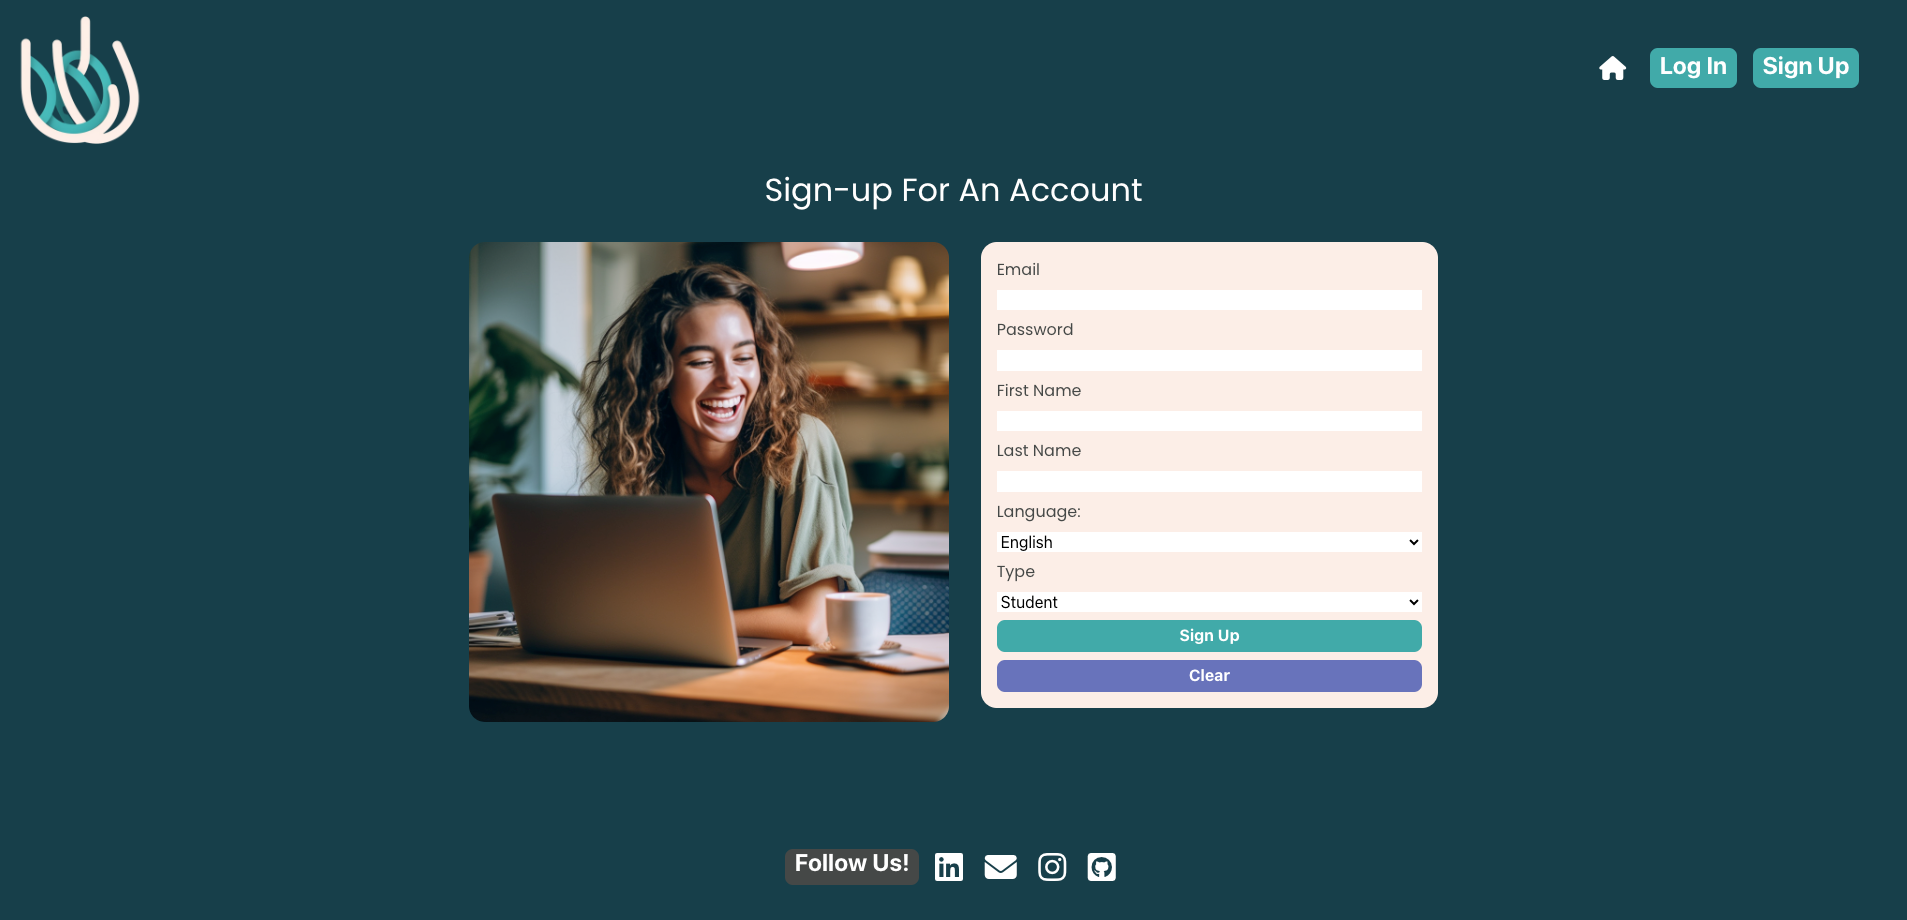 Log In
Sign Up
Sign-up For An Account
Email
Password
First Name
Last Name
Language:
English
Type
Student
Sign Up
Clear
Follow Us!
in